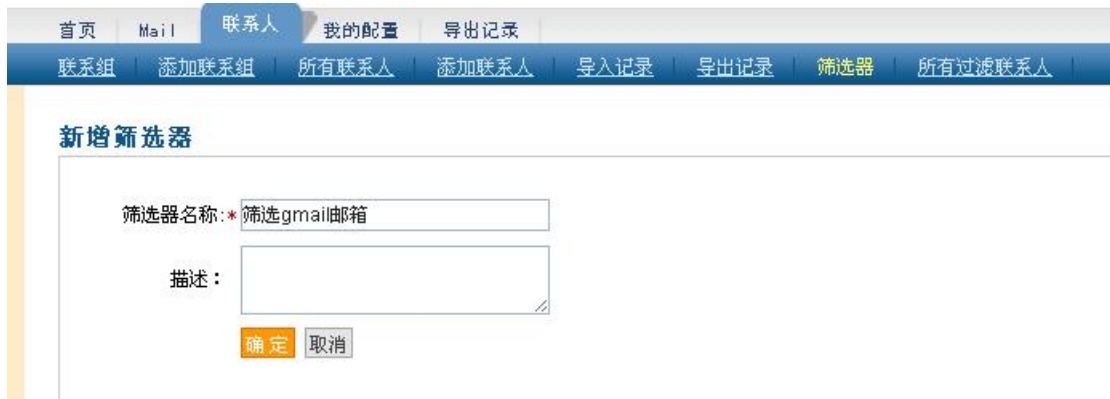 首页 Mail 联系人 我的配置 导出记录
联系组 添加联系组 所有联系人 添加联系人 导入记录 导出记录 筛选器 所有过滤联系人
新增筛选器
筛选器名称:*筛选gmail邮箱
描述：
确 定 取消